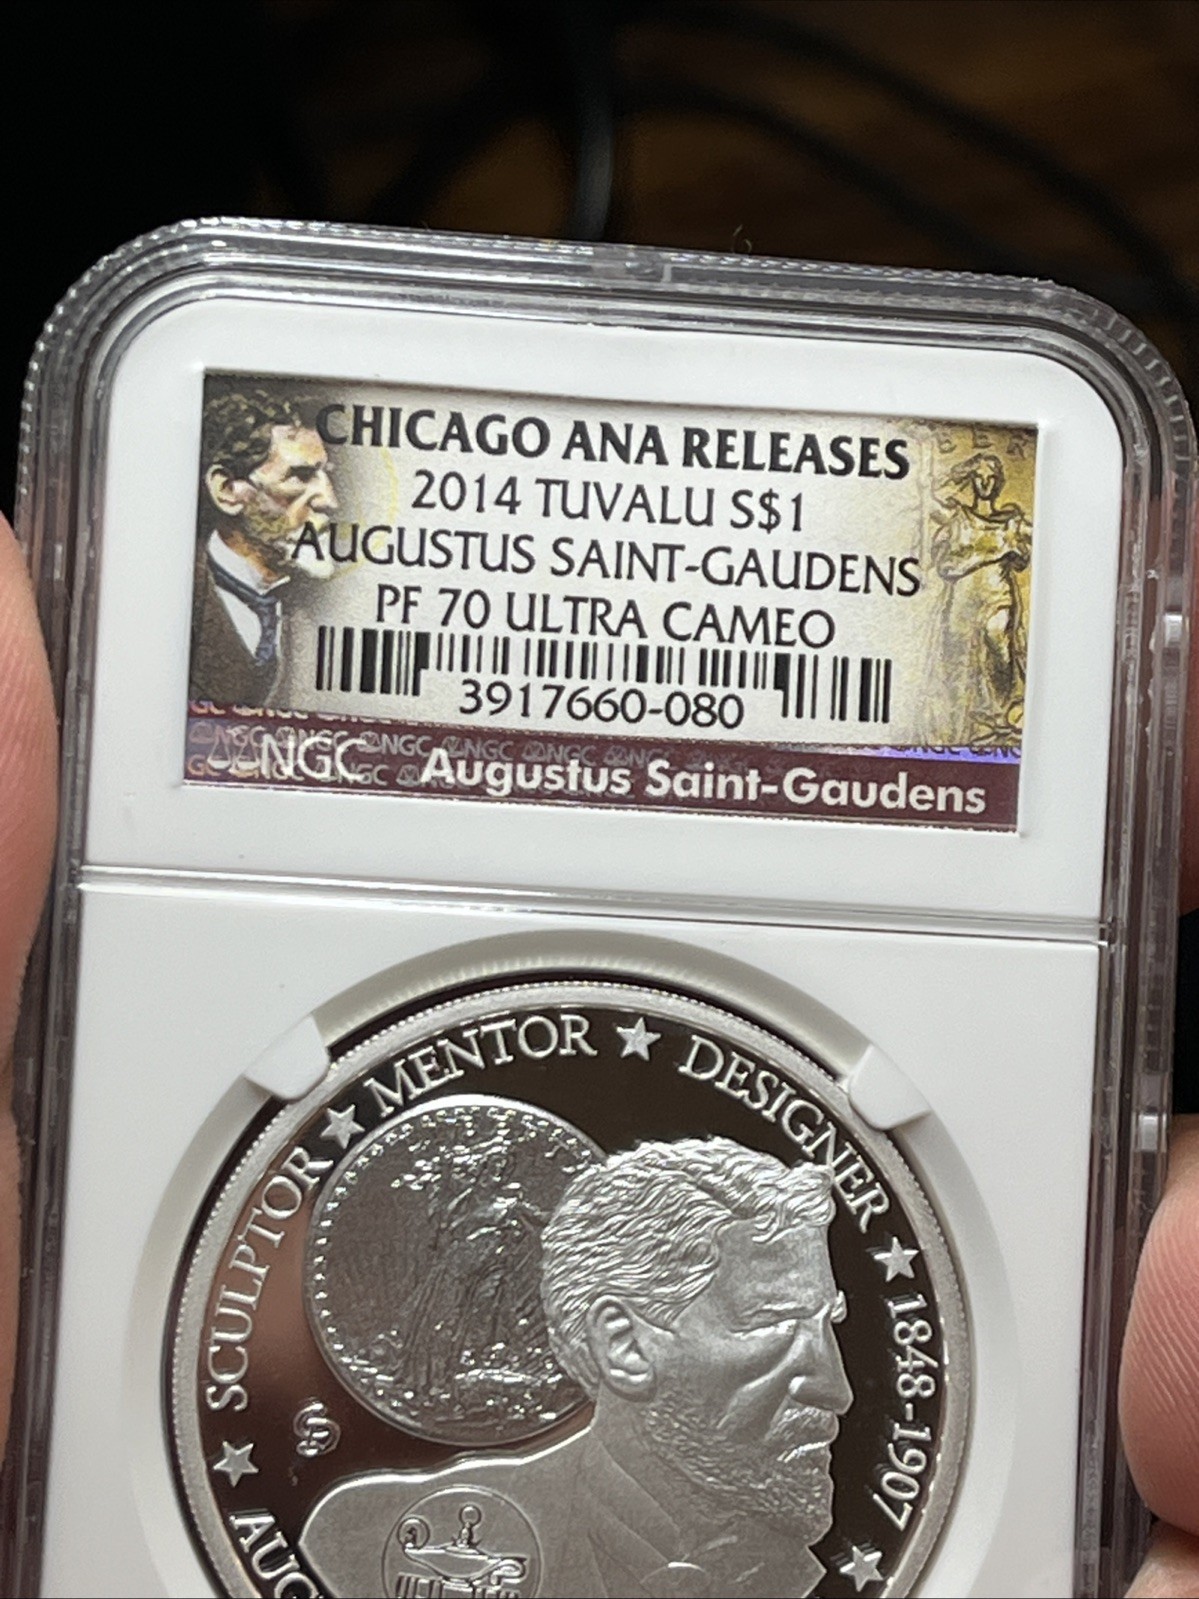 CHICAGO ANA RELEASES
2014 TUVALU S$1
AUGUSTUS SAINT-GAUDENS
PF 70 ULTRA CAMEO
3917660-080
NGC Augustus Saint-Gaudens
SCULPTOR ★ MENTOR ★ DESIGNER ★ 1848-1907 ★